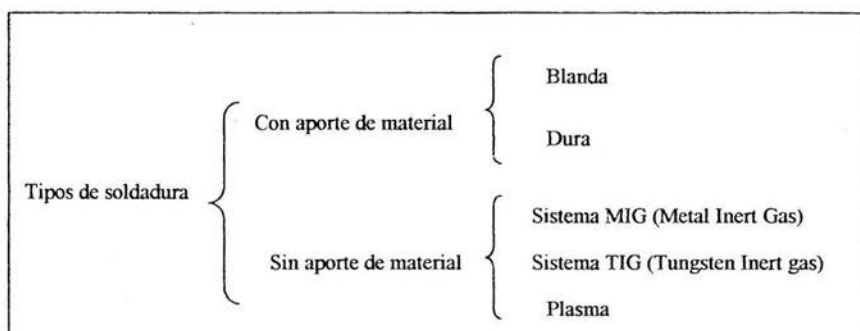 Tipos de soldadura
Con aporte de material
Blanda
Dura
Sin aporte de material
Sistema MIG (Metal Inert Gas)
Sistema TIG (Tungsten Inert gas)
Plasma